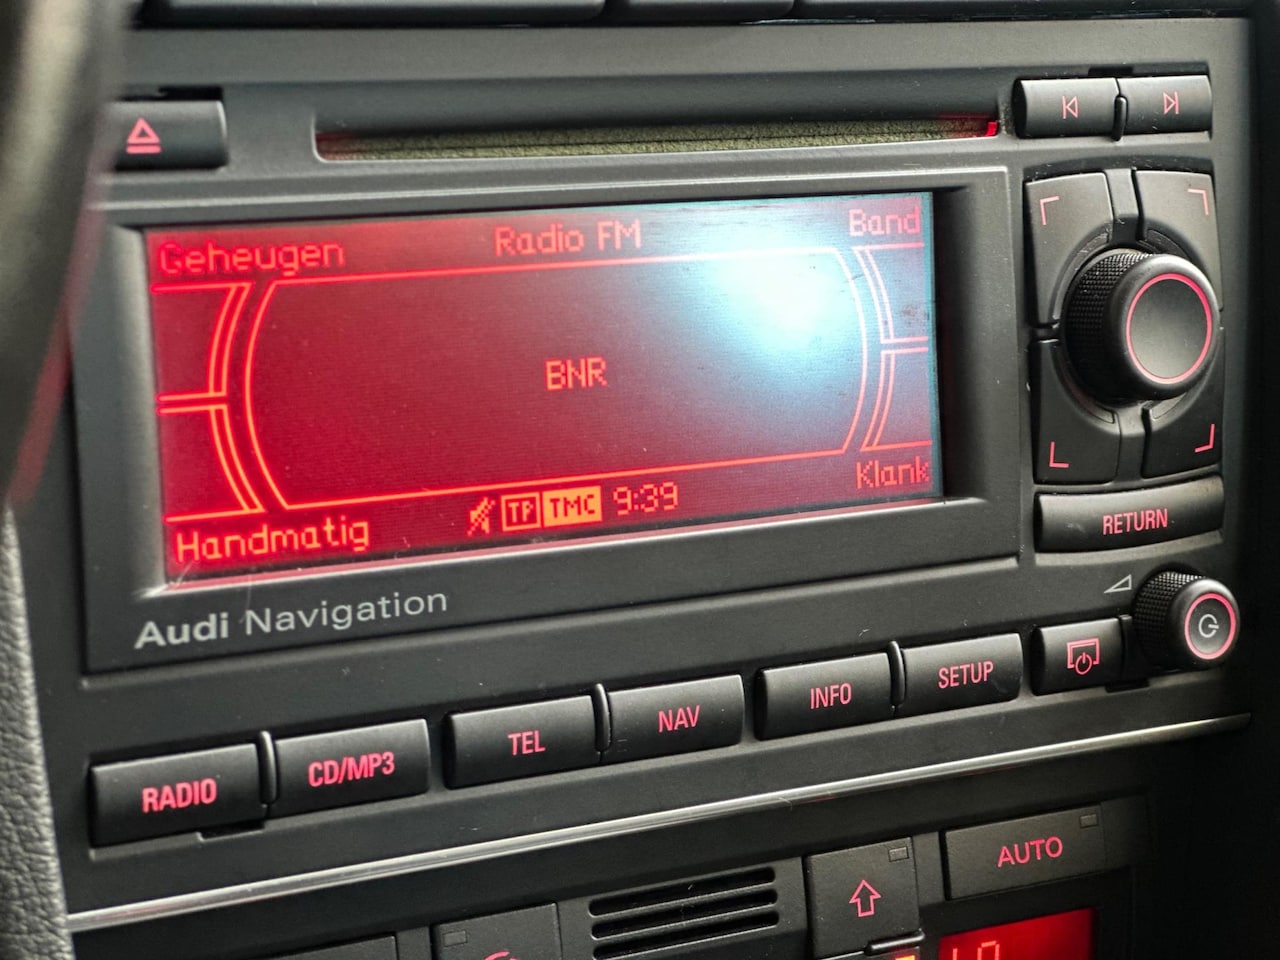 Geheugen
Radio FM
Band
BNR
Handmatig
TP
TMC
9:39
Klank
RETURN
Audi Navigation
RADIO
CD/MP3
TEL
NAV
INFO
SETUP
AUTO